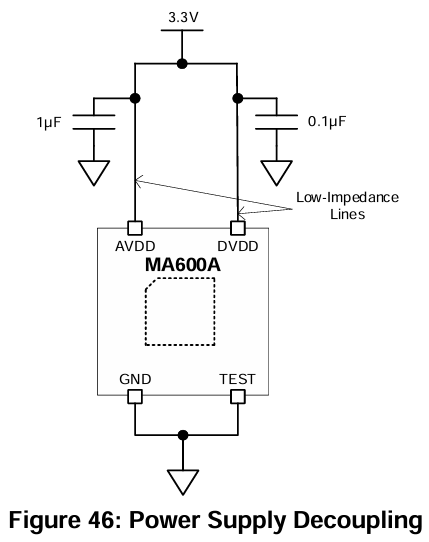 3.3V
1µF
0.1µF
Low-Impedance
Lines
AVDD
DVDD
MA600A
GND
TEST
Figure 46: Power Supply Decoupling